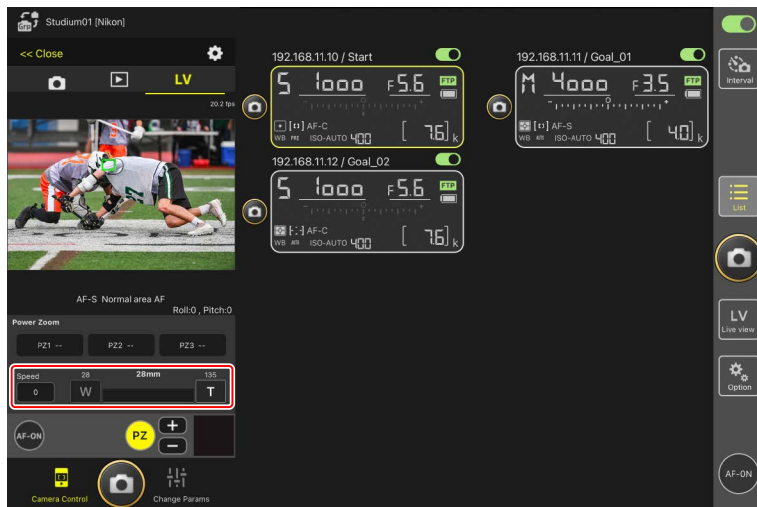 Grp Studium01 [Nikon]
<< Close
LV
20.2 fps
AF-S Normal area AF
Roll:0 , Pitch:0
Power Zoom
PZ1 --
PZ2 --
PZ3 --
Speed
28
28mm
135
0
W
T
AF-ON
PZ
+
−
Camera Control
Change Params
192.168.11.10 / Start
S 1000 F5.6 FTP
AF-C
WB PRE ISO-AUTO 400 [ 7.6] k
192.168.11.11 / Goal_01
M 4000 F3.5 FTP
AF-S
WB ISO-AUTO 400 [ 4.0] k
192.168.11.12 / Goal_02
S 1000 F5.6 FTP
AF-C
WB ISO-AUTO 400 [ 7.6] k
Interval
List
LV
Live view
Option
AF-ON